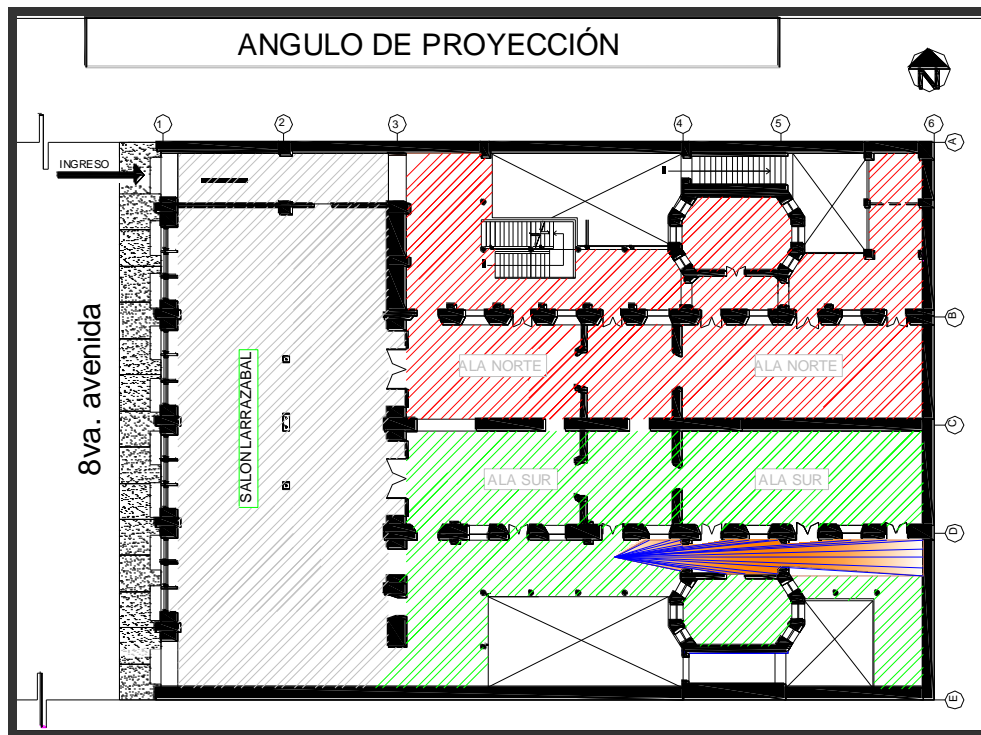 ANGULO DE PROYECCIÓN
N
1
2
3
4
5
6
A
INGRESO
B
8va. avenida
SALON LARRAZABAL
ALA NORTE
ALA NORTE
C
ALA SUR
ALA SUR
D
E